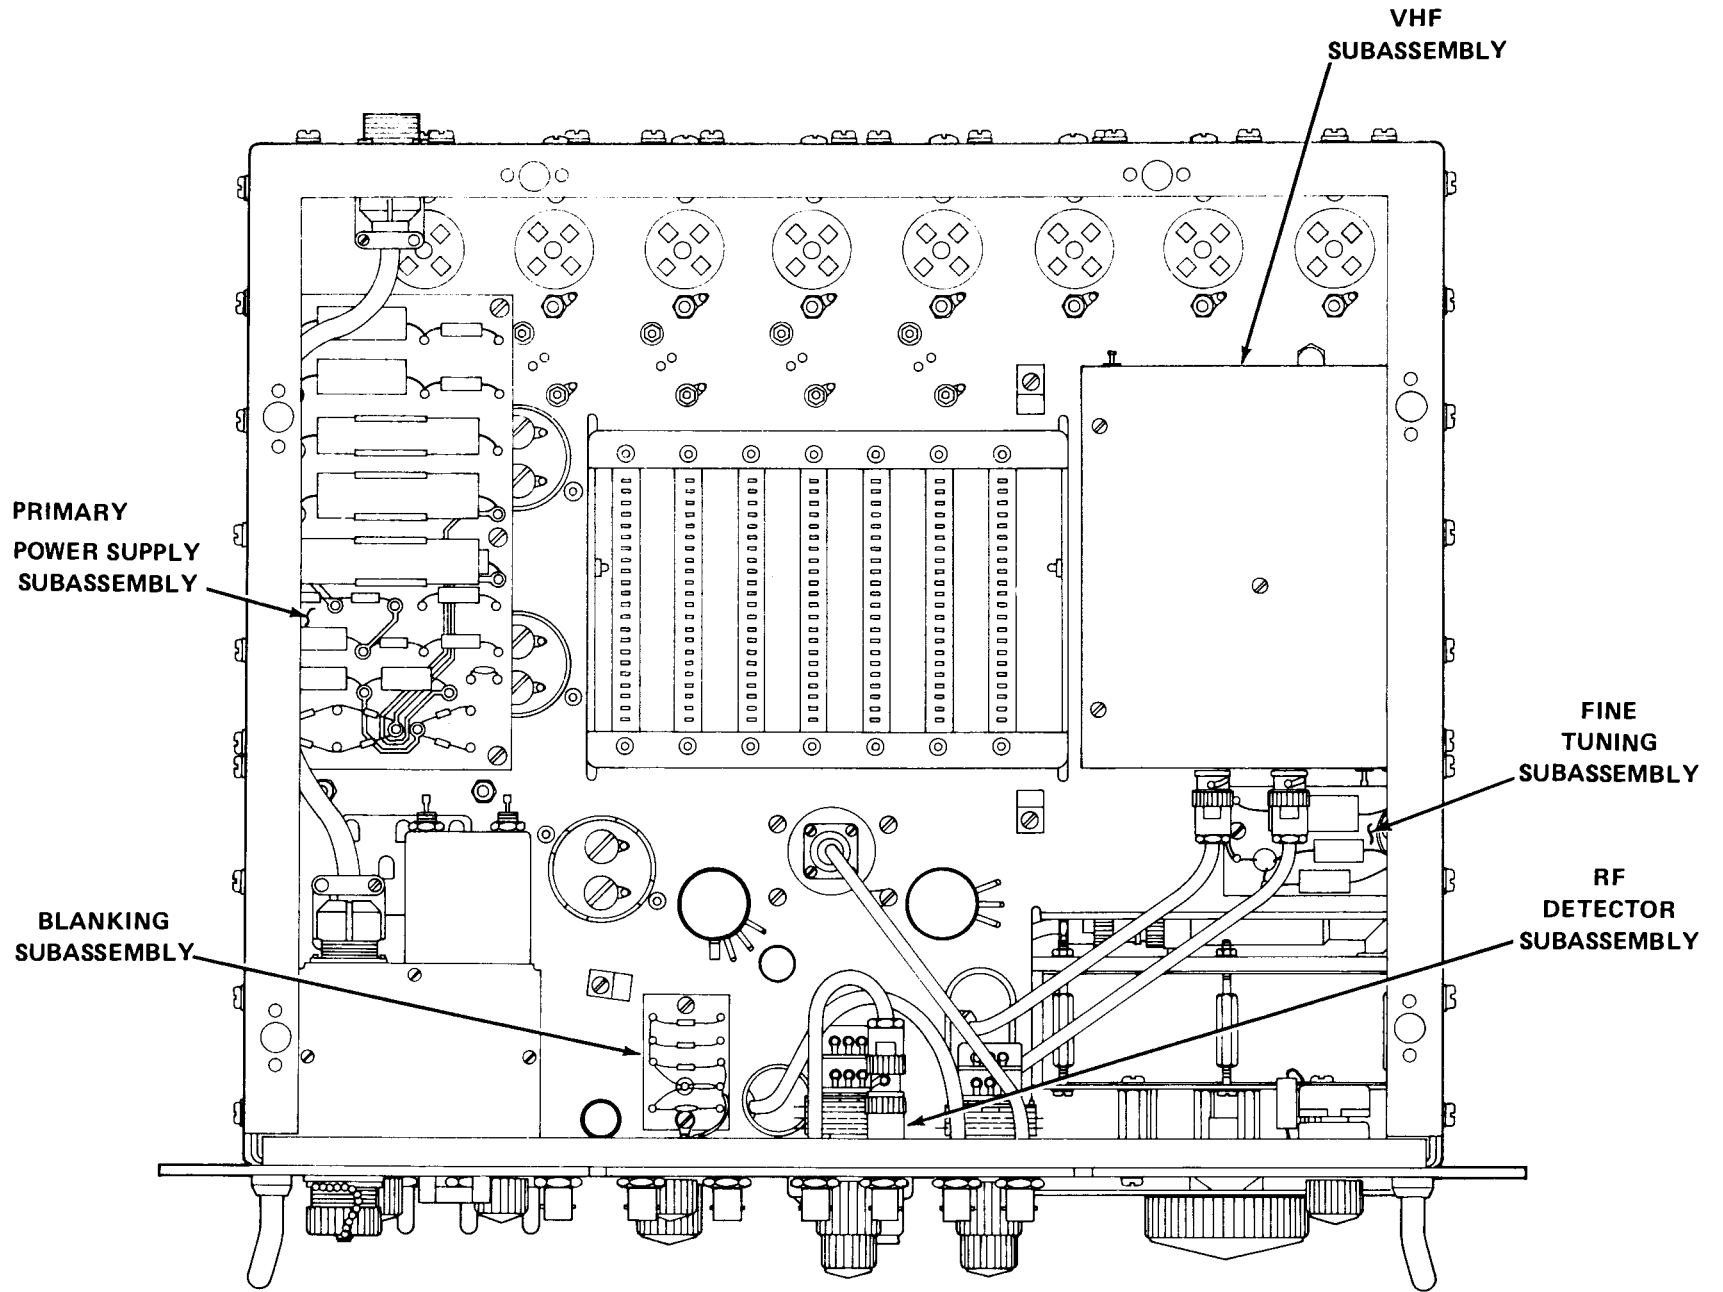 VHF
SUBASSEMBLY
PRIMARY
POWER SUPPLY
SUBASSEMBLY
FINE
TUNING
SUBASSEMBLY
RF
DETECTOR
SUBASSEMBLY
BLANKING
SUBASSEMBLY